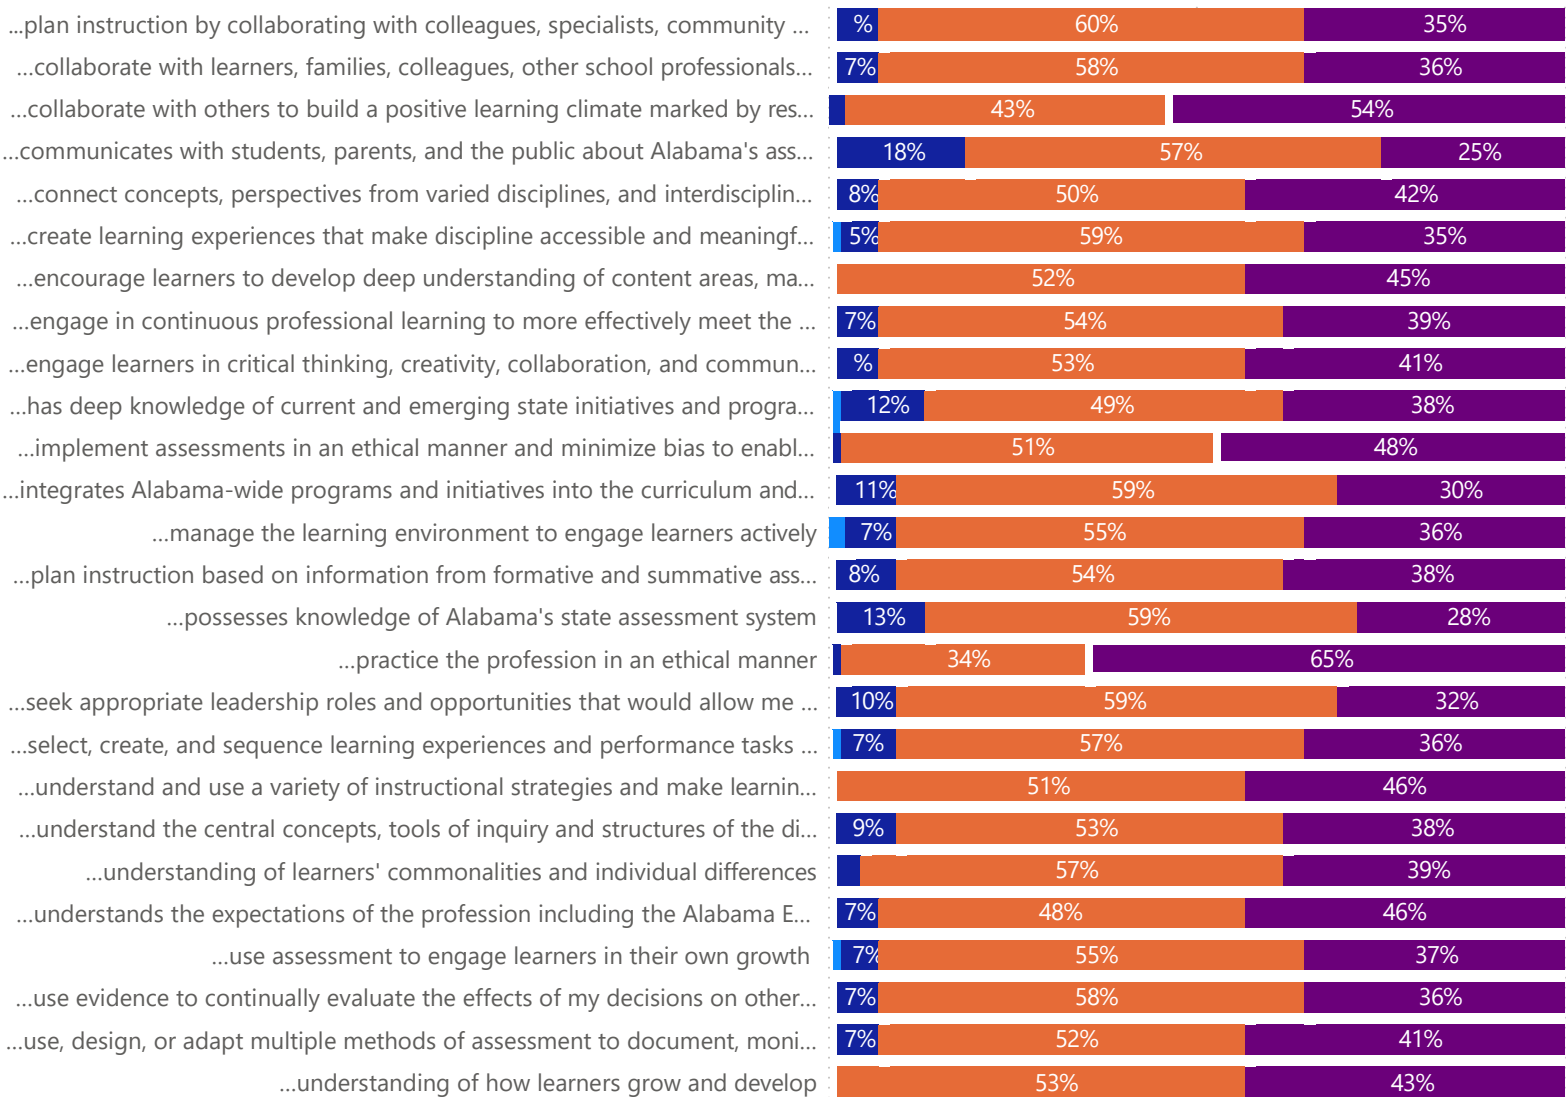 ...plan instruction by collaborating with colleagues, specialists, community ... % 60% 35%
...collaborate with learners, families, colleagues, other school professionals... 7% 58% 36%
...collaborate with others to build a positive learning climate marked by res... 43% 54%
...communicates with students, parents, and the public about Alabama's ass... 18% 57% 25%
...connect concepts, perspectives from varied disciplines, and interdisciplin... 8% 50% 42%
...create learning experiences that make discipline accessible and meaningf... 5% 59% 35%
...encourage learners to develop deep understanding of content areas, ma... 52% 45%
...engage in continuous professional learning to more effectively meet the ... 7% 54% 39%
...engage learners in critical thinking, creativity, collaboration, and commun... % 53% 41%
...has deep knowledge of current and emerging state initiatives and progra... 12% 49% 38%
...implement assessments in an ethical manner and minimize bias to enabl... 51% 48%
...integrates Alabama-wide programs and initiatives into the curriculum and... 11% 59% 30%
...manage the learning environment to engage learners actively 7% 55% 36%
...plan instruction based on information from formative and summative ass... 8% 54% 38%
...possesses knowledge of Alabama's state assessment system 13% 59% 28%
...practice the profession in an ethical manner 34% 65%
...seek appropriate leadership roles and opportunities that would allow me ... 10% 59% 32%
...select, create, and sequence learning experiences and performance tasks ... 7% 57% 36%
...understand and use a variety of instructional strategies and make learnin... 51% 46%
...understand the central concepts, tools of inquiry and structures of the di... 9% 53% 38%
...understanding of learners' commonalities and individual differences 57% 39%
...understands the expectations of the profession including the Alabama E... 7% 48% 46%
...use assessment to engage learners in their own growth 7% 55% 37%
...use evidence to continually evaluate the effects of my decisions on other... 7% 58% 36%
...use, design, or adapt multiple methods of assessment to document, moni... 7% 52% 41%
...understanding of how learners grow and develop 53% 43%